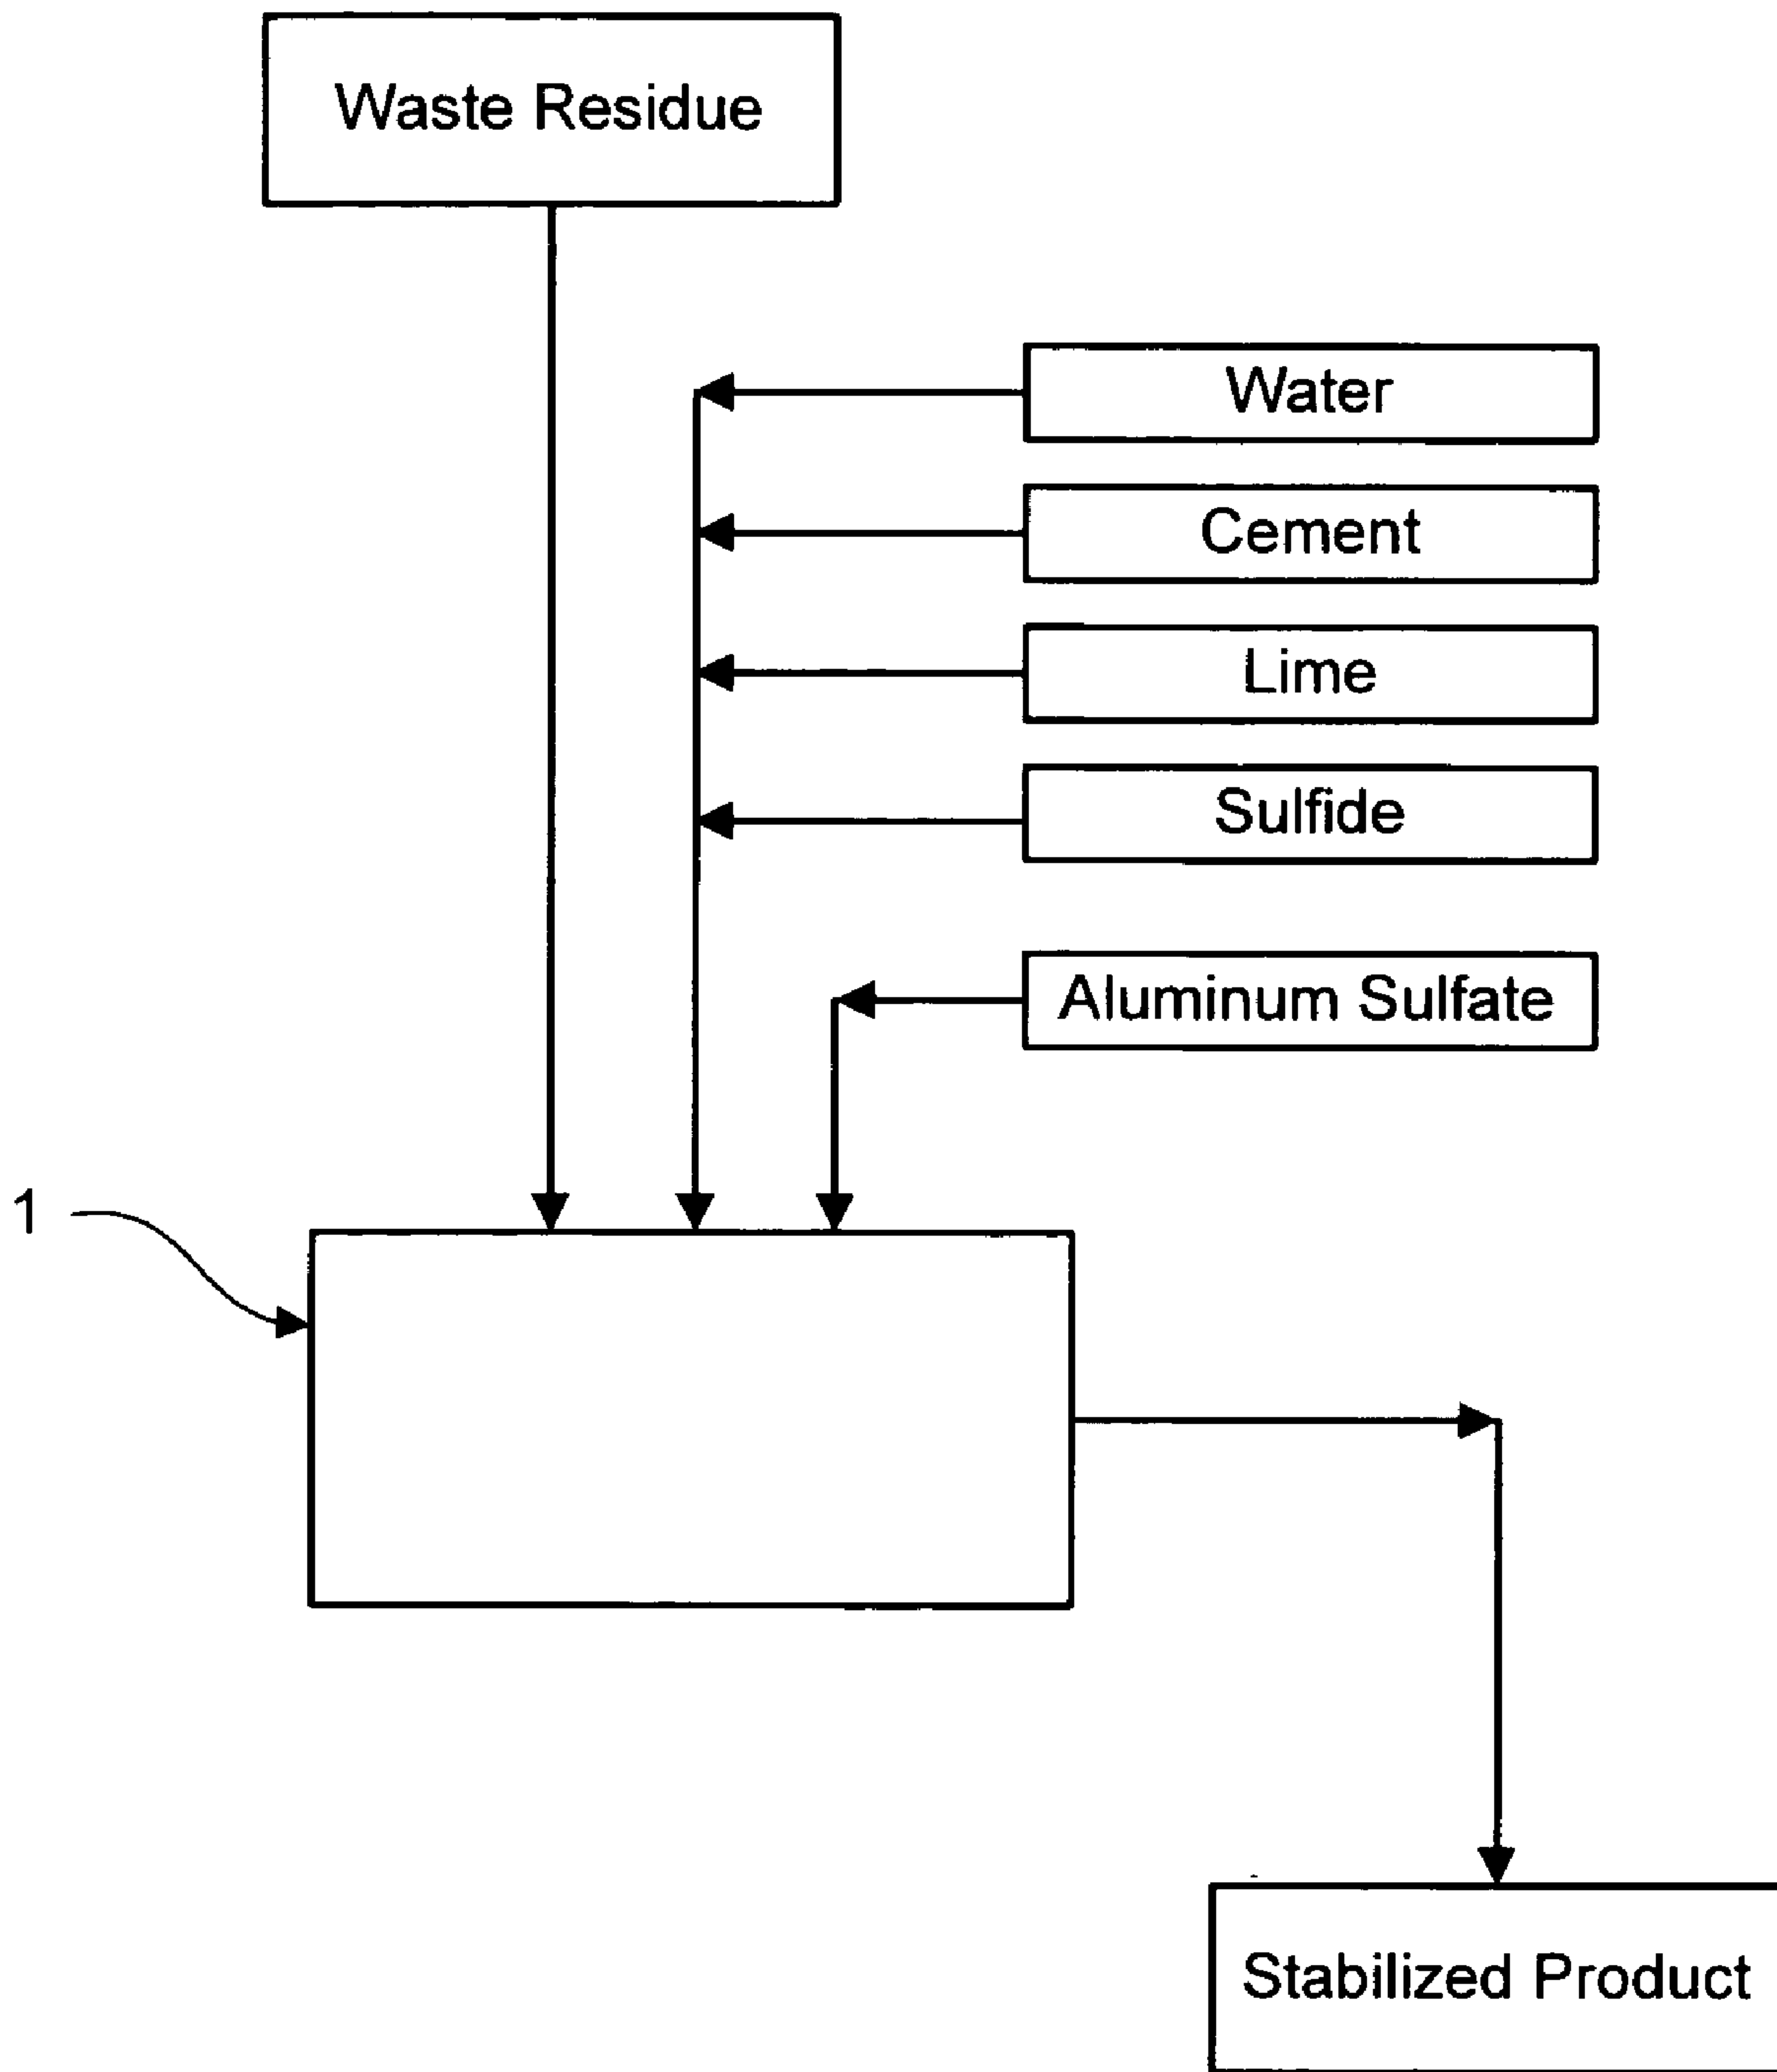 Waste Residue
Water
Cement
Lime
Sulfide
Aluminum Sulfate
1
Stabilized Product